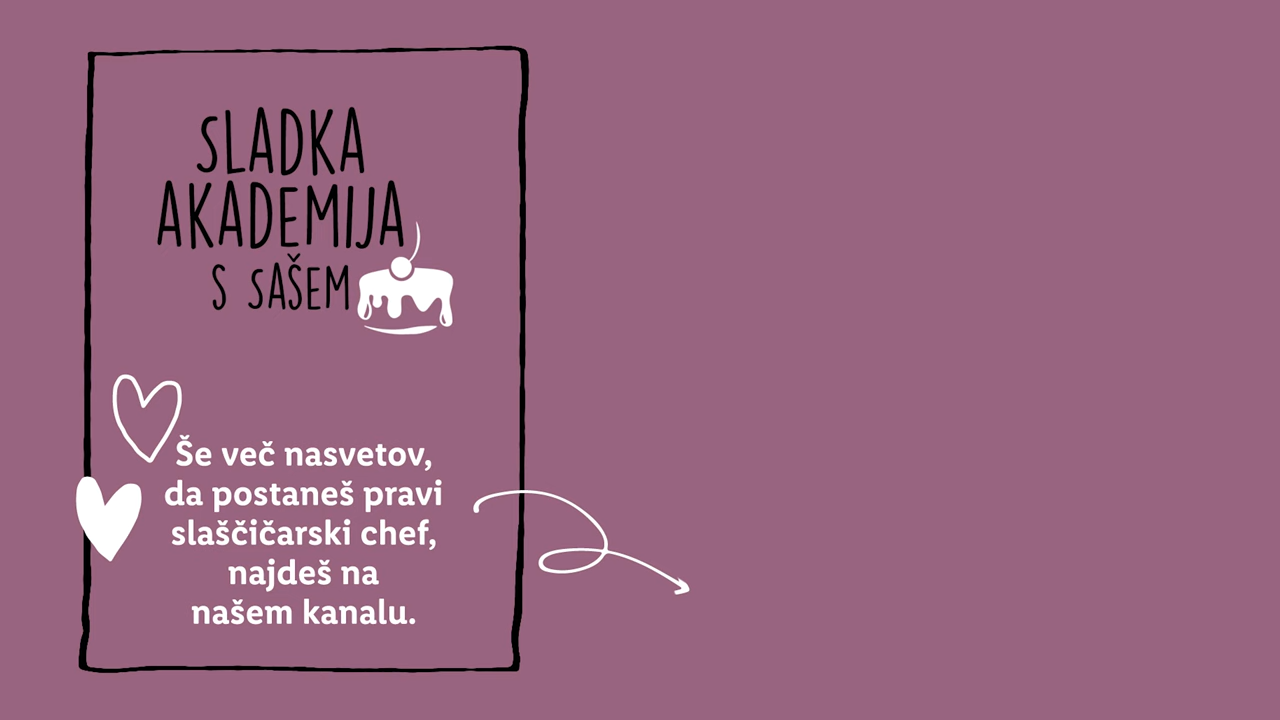 SLADKA
AKADEMIJA
S SAŠEM
Še več nasvetov,
da postaneš pravi
slaščičarski chef,
najdeš na
našem kanalu.